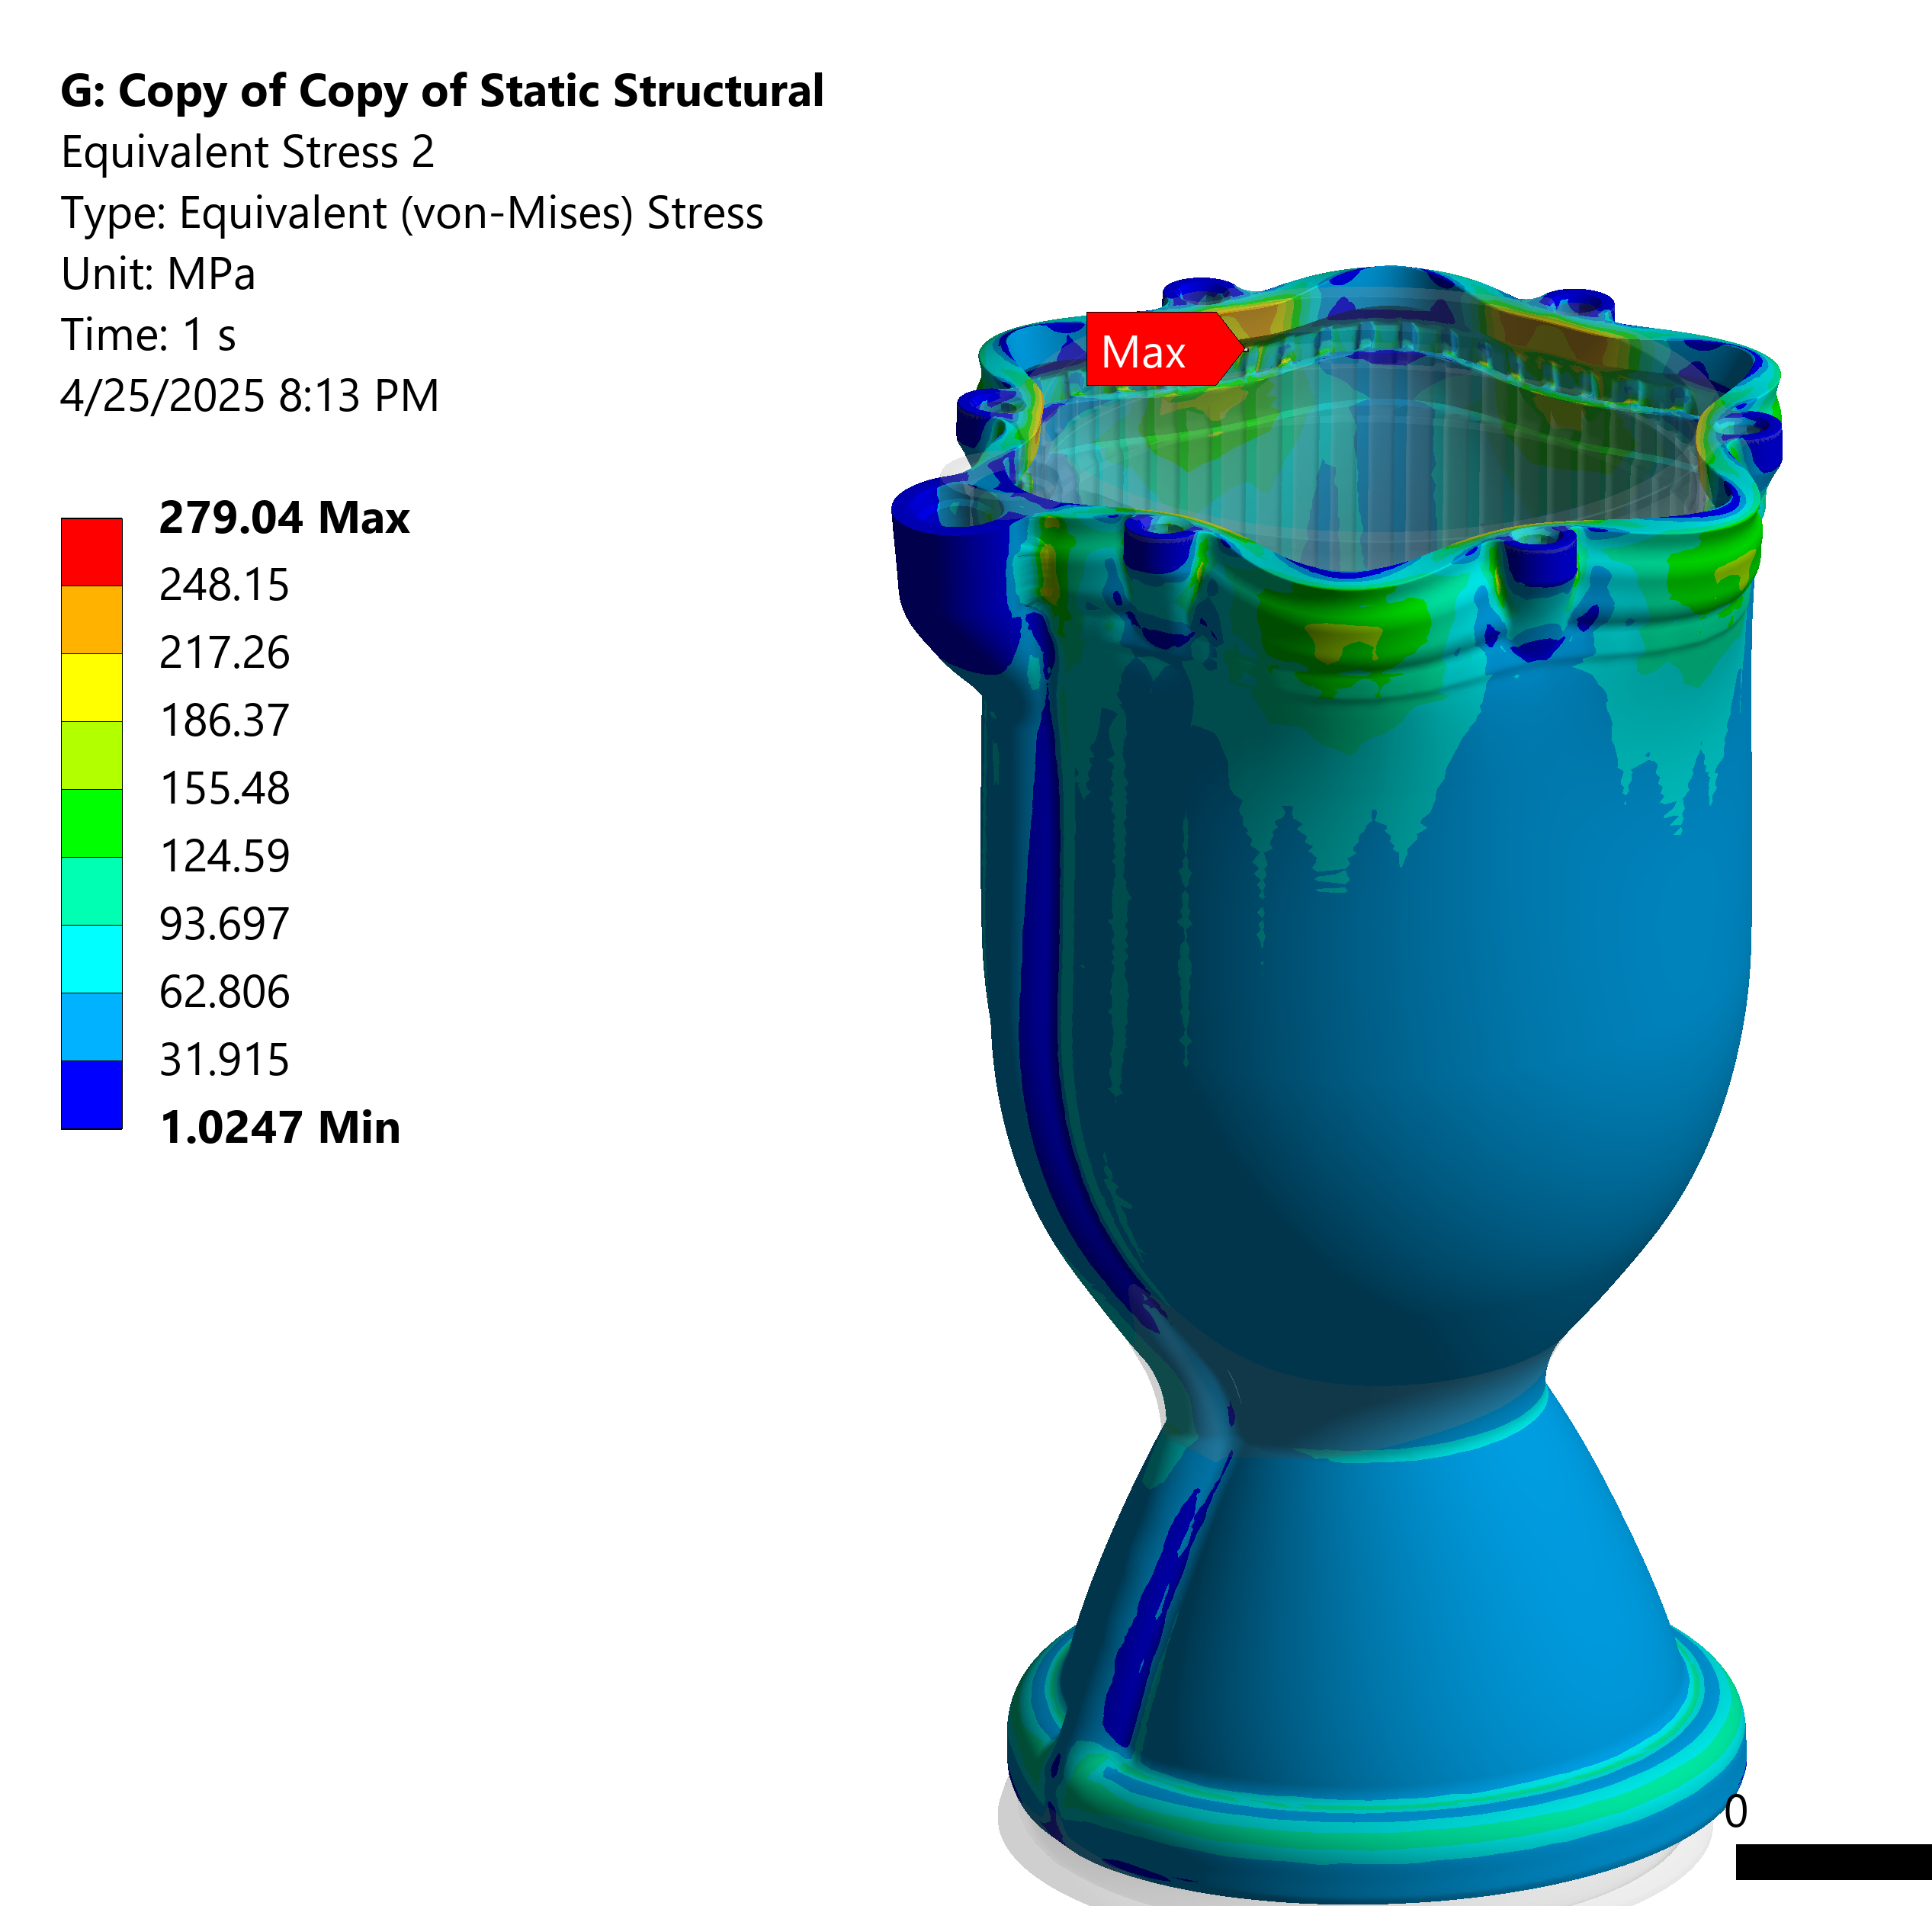 G: Copy of Copy of Static Structural
Equivalent Stress 2
Type: Equivalent (von-Mises) Stress
Unit: MPa
Time: 1 s
4/25/2025 8:13 PM
279.04 Max
248.15
217.26
186.37
155.48
124.59
93.697
62.806
31.915
1.0247 Min
Max
0